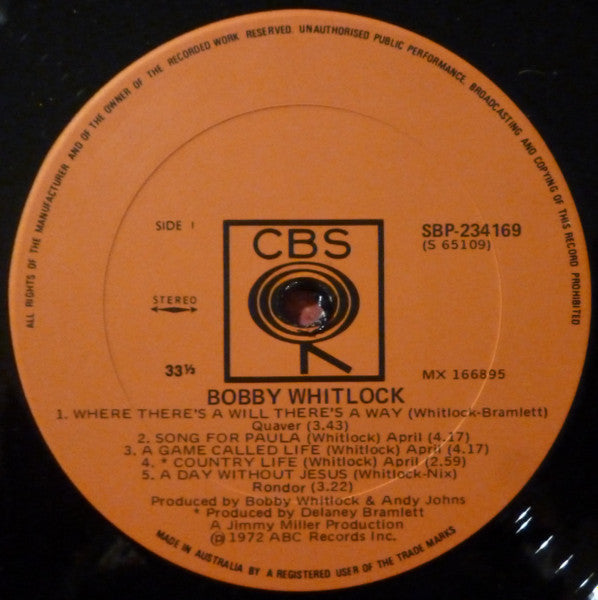 ALL RIGHTS OF THE MANUFACTURER AND OF THE OWNER OF THE RECORDED WORK RESERVED. UNAUTHORISED PUBLIC PERFORMANCE, BROADCASTING AND COPYING OF THIS RECORD PROHIBITED
SIDE I
CBS
SBP-234169
(S 65109)
STEREO
33⅓
MX 166895
BOBBY WHITLOCK
1. WHERE THERE'S A WILL THERE'S A WAY (Whitlock-Bramlett)
Quaver (3.43)
2. SONG FOR PAULA (Whitlock) April (4.17)
3. A GAME CALLED LIFE (Whitlock) April (4.17)
4. * COUNTRY LIFE (Whitlock) April (2.59)
5. A DAY WITHOUT JESUS (Whitlock-Nix)
Rondor (3.22)
Produced by Bobby Whitlock & Andy Johns
* Produced by Delaney Bramlett
A Jimmy Miller Production
℗ 1972 ABC Records Inc.
MADE IN AUSTRALIA BY A REGISTERED USER OF THE TRADE MARKS